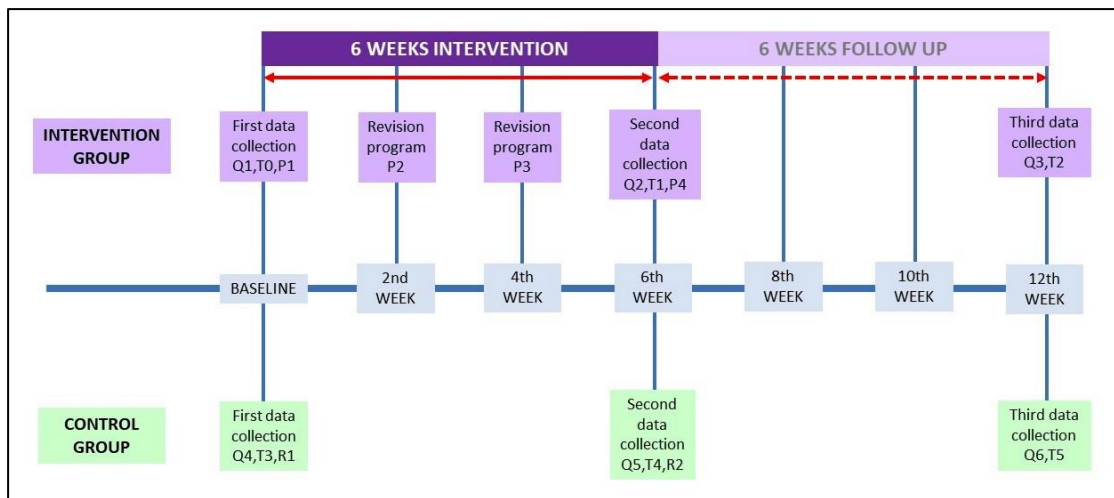 6 WEEKS INTERVENTION
6 WEEKS FOLLOW UP
INTERVENTION
GROUP
First data
collection
Q1,T0,P1
Revision
program
P2
Revision
program
P3
Second
data
collection
Q2,T1,P4
Third data
collection
Q3,T2
BASELINE
2nd
WEEK
4th
WEEK
6th
WEEK
8th
WEEK
10th
WEEK
12th
WEEK
CONTROL
GROUP
First data
collection
Q4,T3,R1
Second
data
collection
Q5,T4,R2
Third data
collection
Q6,T5